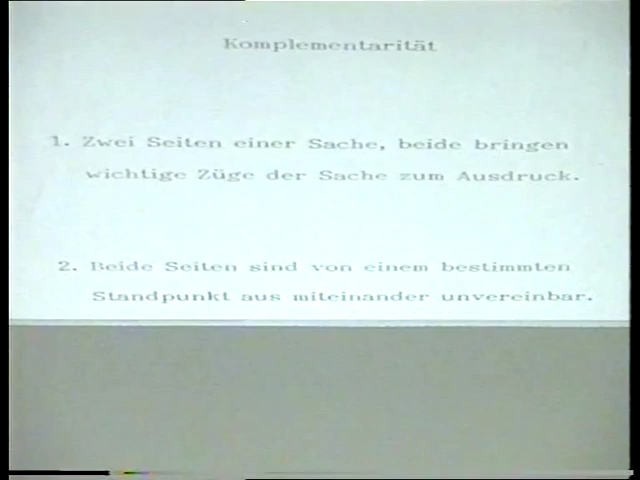 Komplementarität
1. Zwei Seiten einer Sache, beide bringen
wichtige Züge der Sache zum Ausdruck.
2. Beide Seiten sind von einem bestimmten
Standpunkt aus miteinander unvereinbar.